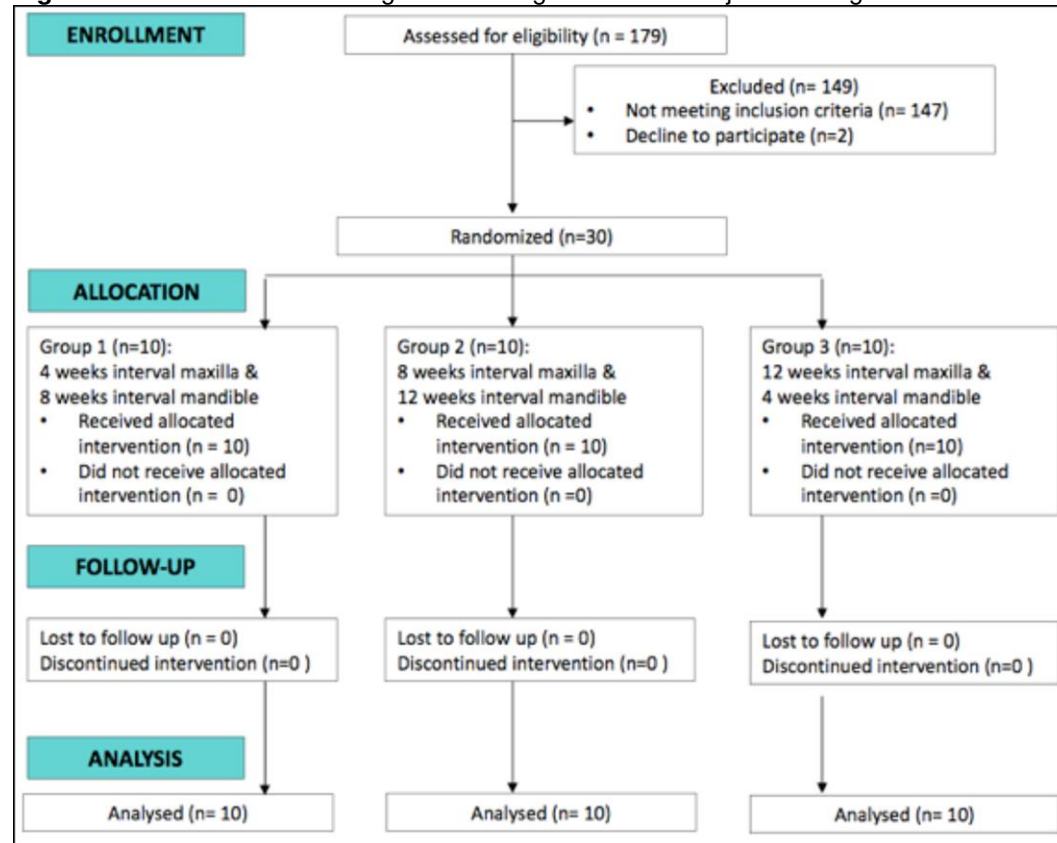 ENROLLMENT
Assessed for eligibility (n = 179)
Excluded (n= 149)
• Not meeting inclusion criteria (n= 147)
• Decline to participate (n=2)
Randomized (n=30)
ALLOCATION
Group 1 (n=10):
4 weeks interval maxilla &
8 weeks interval mandible
• Received allocated
intervention (n = 10)
• Did not receive allocated
intervention (n = 0)
Group 2 (n=10):
8 weeks interval maxilla &
12 weeks interval mandible
• Received allocated
intervention (n = 10)
• Did not receive allocated
intervention (n =0)
Group 3 (n=10):
12 weeks interval maxilla &
4 weeks interval mandible
• Received allocated
intervention (n=10)
• Did not receive allocated
intervention (n =0)
FOLLOW-UP
Lost to follow up (n = 0)
Discontinued intervention (n=0 )
Lost to follow up (n = 0)
Discontinued intervention (n=0 )
Lost to follow up (n = 0)
Discontinued intervention (n=0 )
ANALYSIS
Analysed (n= 10)
Analysed (n= 10)
Analysed (n= 10)